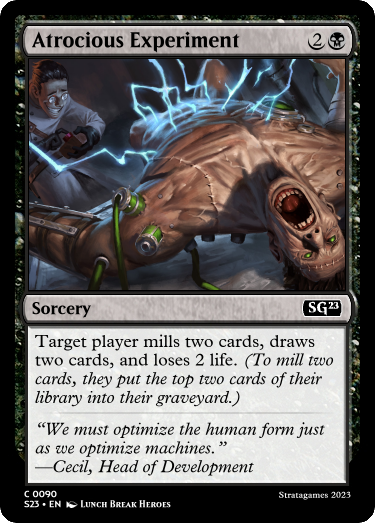 Atrocious Experiment 2
Sorcery SG23
Target player mills two cards, draws
two cards, and loses 2 life. (To mill two
cards, they put the top two cards of their
library into their graveyard.)
“We must optimize the human form just
as we optimize machines.”
—Cecil, Head of Development
C 0090
S23 • EN Lunch Break Heroes Stratagames 2023